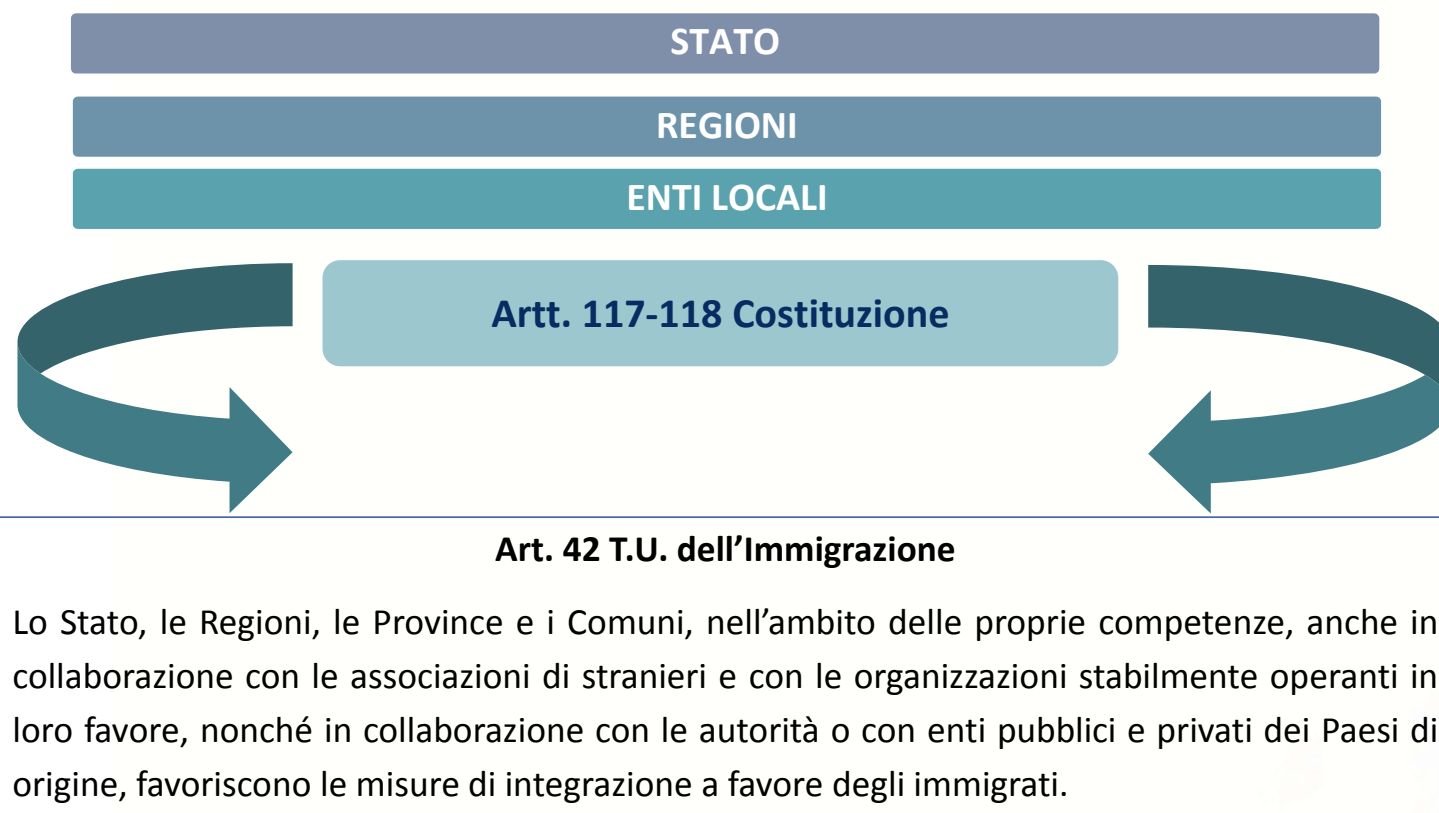 STATO
REGIONI
ENTI LOCALI
Artt. 117-118 Costituzione
Art. 42 T.U. dell’Immigrazione
Lo Stato, le Regioni, le Province e i Comuni, nell’ambito delle proprie competenze, anche in
collaborazione con le associazioni di stranieri e con le organizzazioni stabilmente operanti in
loro favore, nonché in collaborazione con le autorità o con enti pubblici e privati dei Paesi di
origine, favoriscono le misure di integrazione a favore degli immigrati.